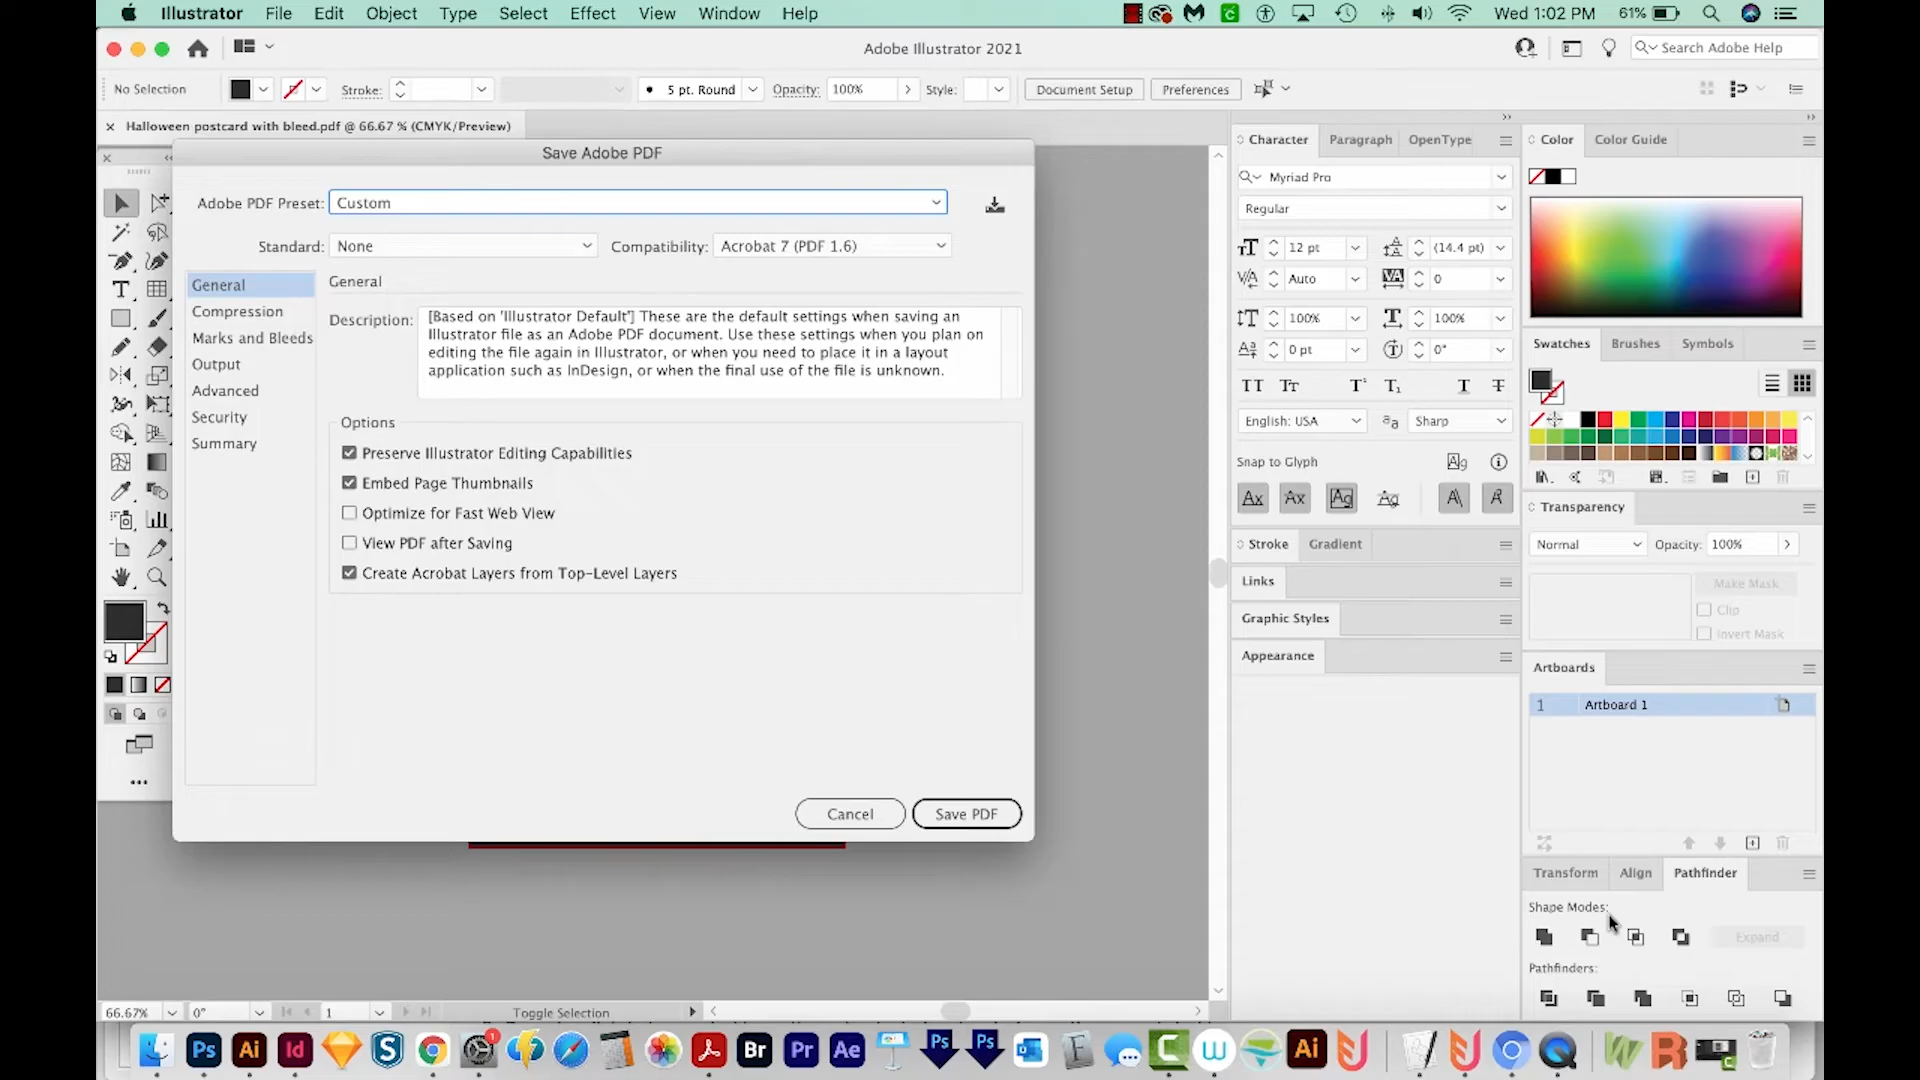 Illustrator File Edit Object Type Select Effect View Window Help
Wed 1:02 PM 61%
Adobe Illustrator 2021
Search Adobe Help
No Selection
Stroke:
5 pt. Round
Opacity: 100%
Style:
Document Setup
Preferences
Halloween postcard with bleed.pdf @ 66.67 % (CMYK/Preview)
Save Adobe PDF
Adobe PDF Preset: Custom
Standard: None
Compatibility: Acrobat 7 (PDF 1.6)
General
Compression
Marks and Bleeds
Output
Advanced
Security
Summary
General
Description: [Based on 'Illustrator Default'] These are the default settings when saving an
Illustrator file as an Adobe PDF document. Use these settings when you plan on
editing the file again in Illustrator, or when you need to place it in a layout
application such as InDesign, or when the final use of the file is unknown.
Options
Preserve Illustrator Editing Capabilities
Embed Page Thumbnails
Optimize for Fast Web View
View PDF after Saving
Create Acrobat Layers from Top-Level Layers
Cancel
Save PDF
Character Paragraph OpenType
Myriad Pro
Regular
12 pt (14.4 pt)
Auto 0
100% 100%
0 pt 0°
English: USA Sharp
Snap to Glyph
Stroke Gradient
Links
Graphic Styles
Appearance
Color Color Guide
Swatches Brushes Symbols
Transparency
Normal Opacity: 100%
Make Mask
Clip
Invert Mask
Artboards
1 Artboard 1
Transform Align Pathfinder
Shape Modes:
Expand
Pathfinders:
66.67% 0° 1 Toggle Selection
Ps Ai Id Br Pr Ae Ps Ps Ai